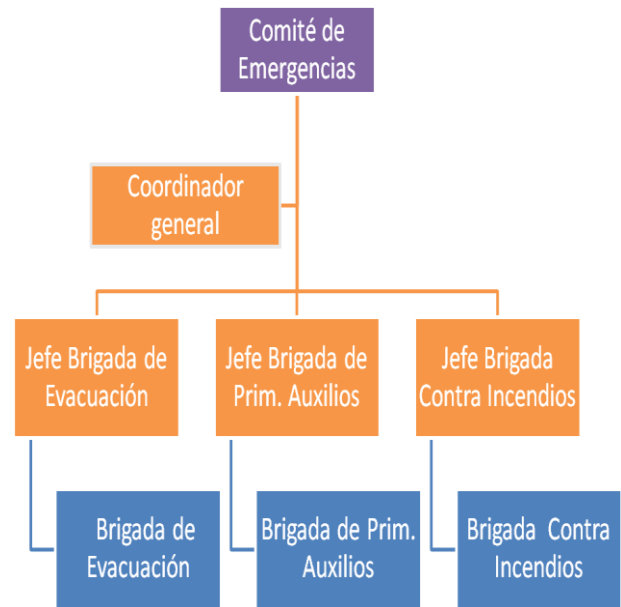 Comité de
Emergencias
Coordinador
general
Jefe Brigada de
Evacuación
Jefe Brigada de
Prim. Auxilios
Jefe Brigada
Contra Incendios
Brigada de
Evacuación
Brigada de Prim.
Auxilios
Brigada Contra
Incendios